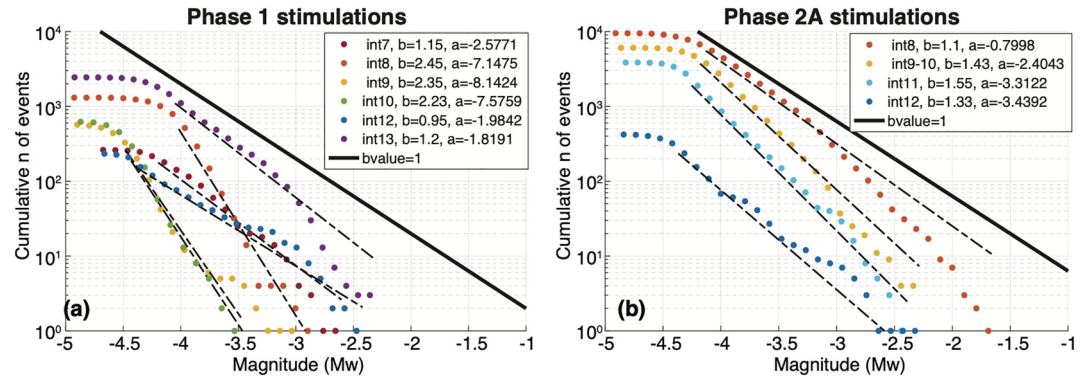 Phase 1 stimulations
Cumulative n of events
10^4
10^3
10^2
10^1
10^0
int7, b=1.15, a=-2.5771
int8, b=2.45, a=-7.1475
int9, b=2.35, a=-8.1424
int10, b=2.23, a=-7.5759
int12, b=0.95, a=-1.9842
int13, b=1.2, a=-1.8191
bvalue=1
(a)
-5 -4.5 -4 -3.5 -3 -2.5 -2 -1.5 -1
Magnitude (Mw)
Phase 2A stimulations
Cumulative n of events
10^4
10^3
10^2
10^1
10^0
int8, b=1.1, a=-0.7998
int9-10, b=1.43, a=-2.4043
int11, b=1.55, a=-3.3122
int12, b=1.33, a=-3.4392
bvalue=1
(b)
-5 -4.5 -4 -3.5 -3 -2.5 -2 -1.5 -1
Magnitude (Mw)